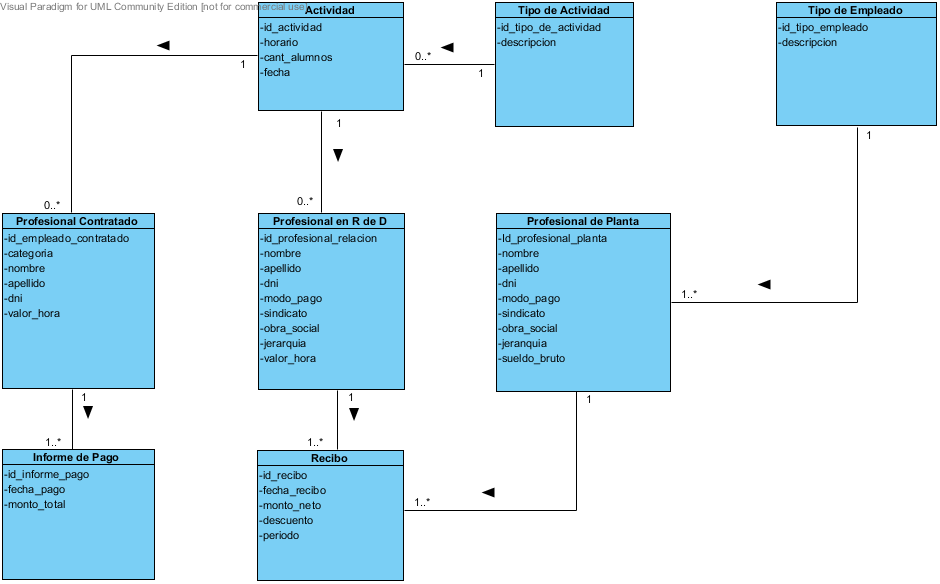 Visual Paradigm for UML Community Edition [not for commercial use]
Actividad
-id_actividad
-horario
-cant_alumnos
-fecha
Tipo de Actividad
-id_tipo_de_actividad
-descripcion
Tipo de Empleado
-id_tipo_empleado
-descripcion
1
0..*
1
1
0..*
1
0..*
1
1..*
Profesional Contratado
-id_empleado_contratado
-categoria
-nombre
-apellido
-dni
-valor_hora
Profesional en R de D
-id_profesional_relacion
-nombre
-apellido
-dni
-modo_pago
-sindicato
-obra_social
-jerarquia
-valor_hora
Profesional de Planta
-Id_profesional_planta
-nombre
-apellido
-dni
-modo_pago
-sindicato
-obra_social
-jeranquia
-sueldo_bruto
1
1..*
1
1..*
1
1..*
Informe de Pago
-id_informe_pago
-fecha_pago
-monto_total
Recibo
-id_recibo
-fecha_recibo
-monto_neto
-descuento
-periodo